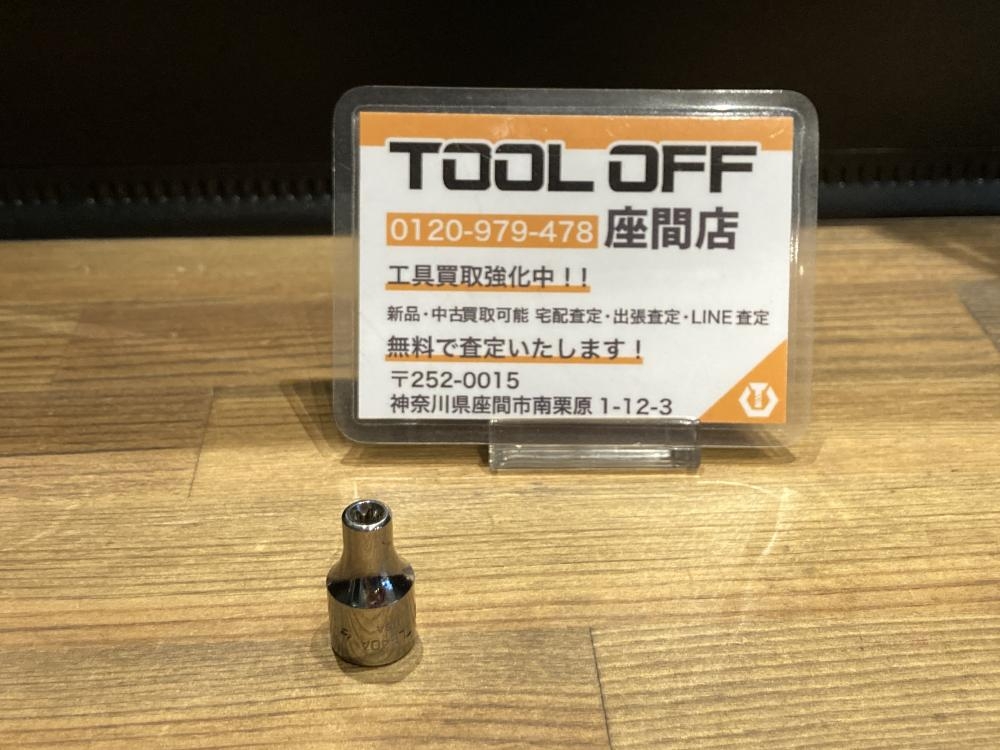 TOOL OFF
0120-979-478 座間店
工具買取強化中!!
新品・中古買取可能 宅配査定・出張査定・LINE査定
無料で査定いたします!
〒252-0015
神奈川県座間市南栗原1-12-3